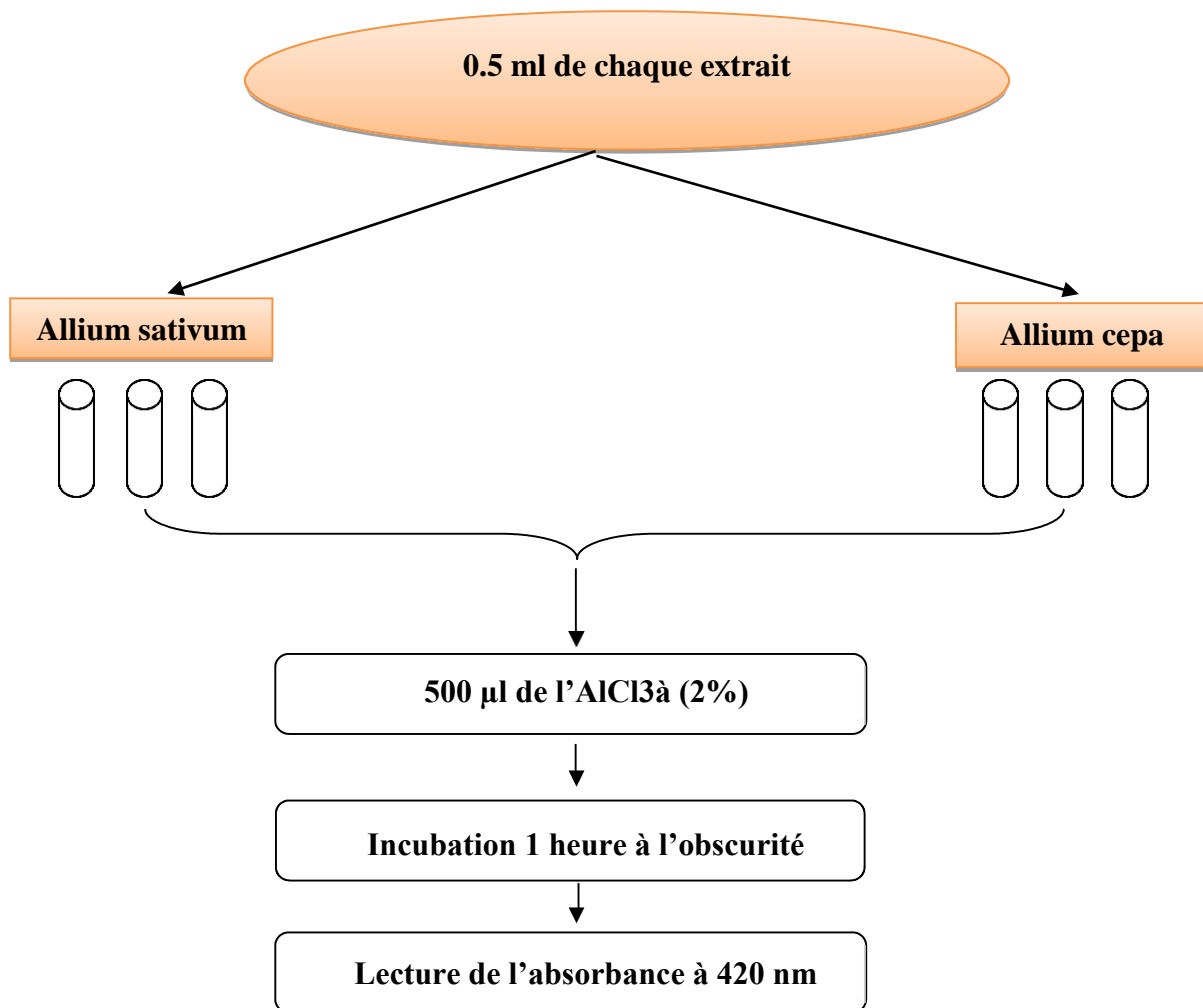 0.5 ml de chaque extrait
Allium sativum
Allium cepa
500 µl de l’AlCl3à (2%)
Incubation 1 heure à l’obscurité
Lecture de l’absorbance à 420 nm